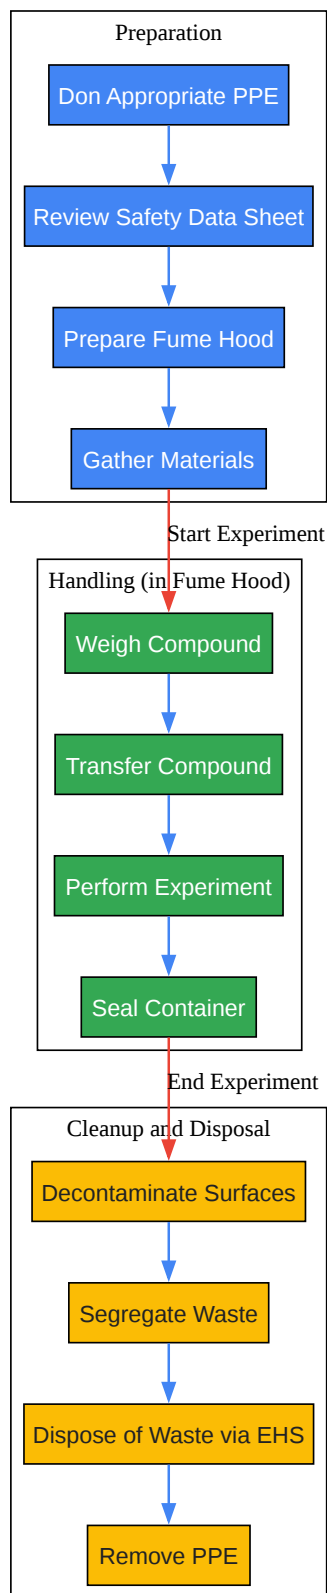 Preparation
Don Appropriate PPE
Review Safety Data Sheet
Prepare Fume Hood
Gather Materials
Start Experiment
Handling (in Fume Hood)
Weigh Compound
Transfer Compound
Perform Experiment
Seal Container
End Experiment
Cleanup and Disposal
Decontaminate Surfaces
Segregate Waste
Dispose of Waste via EHS
Remove PPE